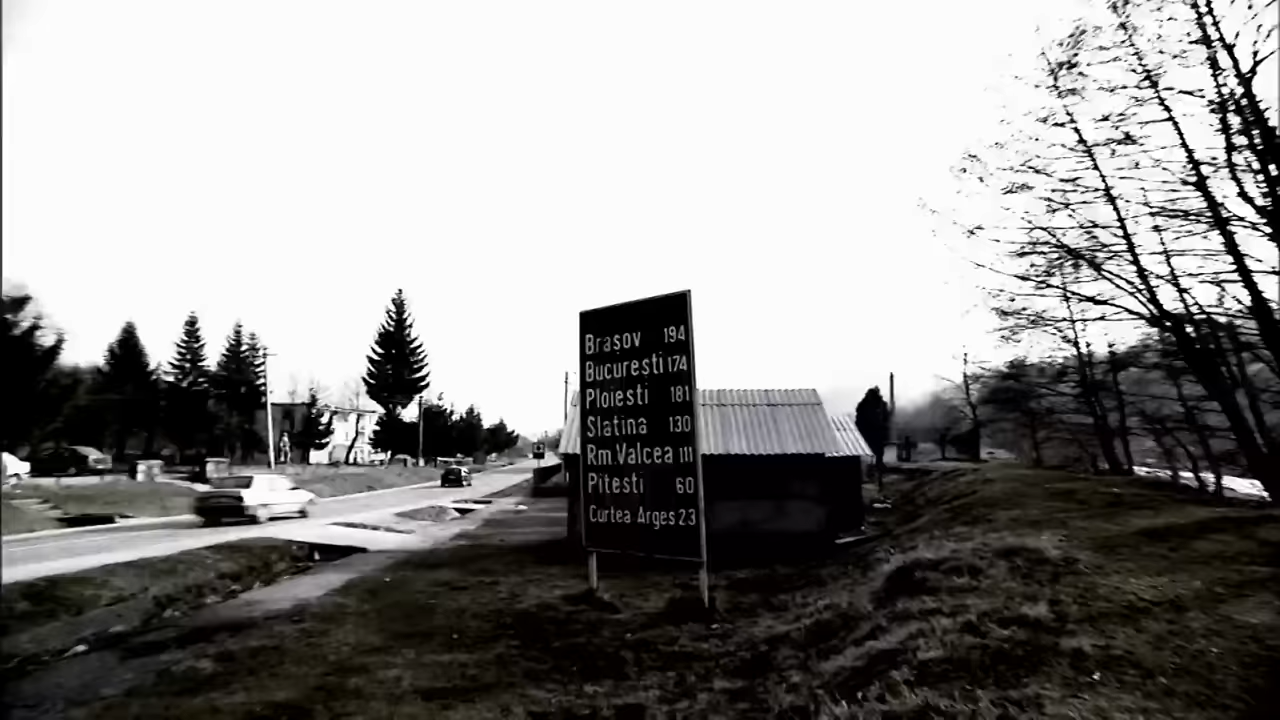 Brasov 194
Bucuresti 174
Ploiesti 181
Slatina 130
Rm.Valcea 111
Pitesti 60
Curtea Arges 23